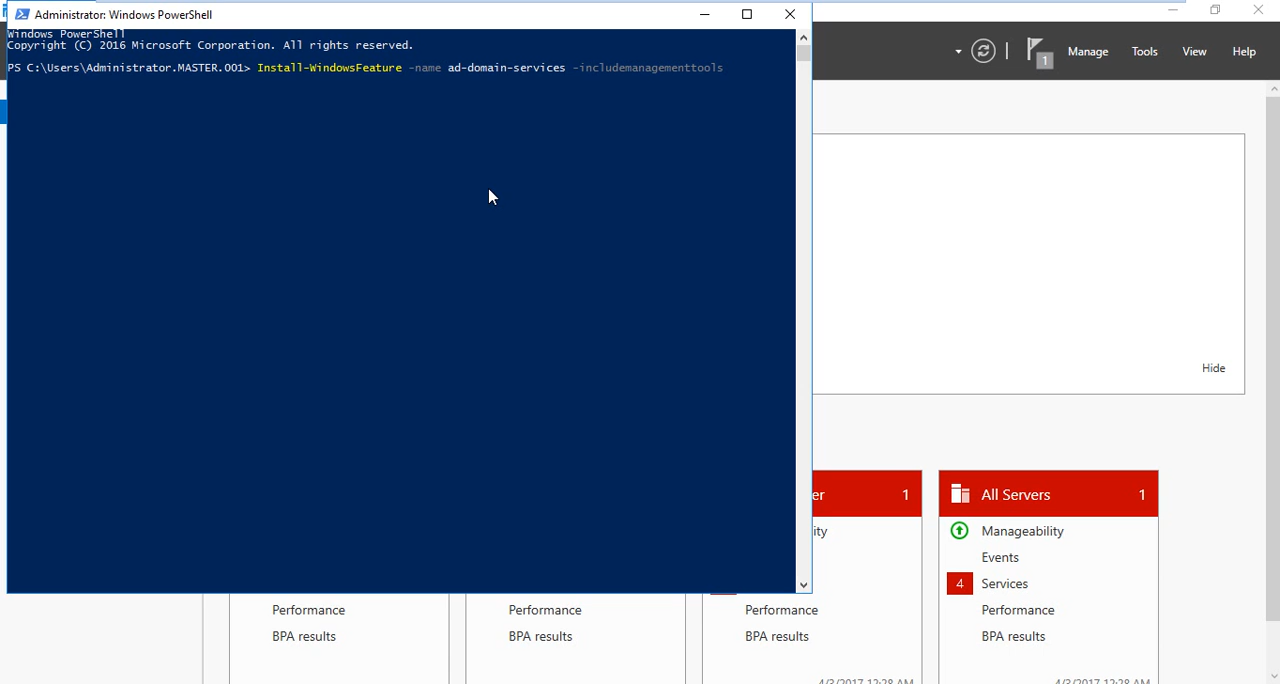 Administrator: Windows PowerShell
Windows PowerShell
Copyright (C) 2016 Microsoft Corporation. All rights reserved.
PS C:\Users\Administrator.MASTER.001> Install-WindowsFeature -name ad-domain-services -includemanagementtools
1
Manage
Tools
View
Help
Hide
er 1
ity
Performance
BPA results
Performance
BPA results
Performance
BPA results
4/3/2017 12:28 AM
All Servers 1
Manageability
Events
4 Services
Performance
BPA results
4/3/2017 12:28 AM